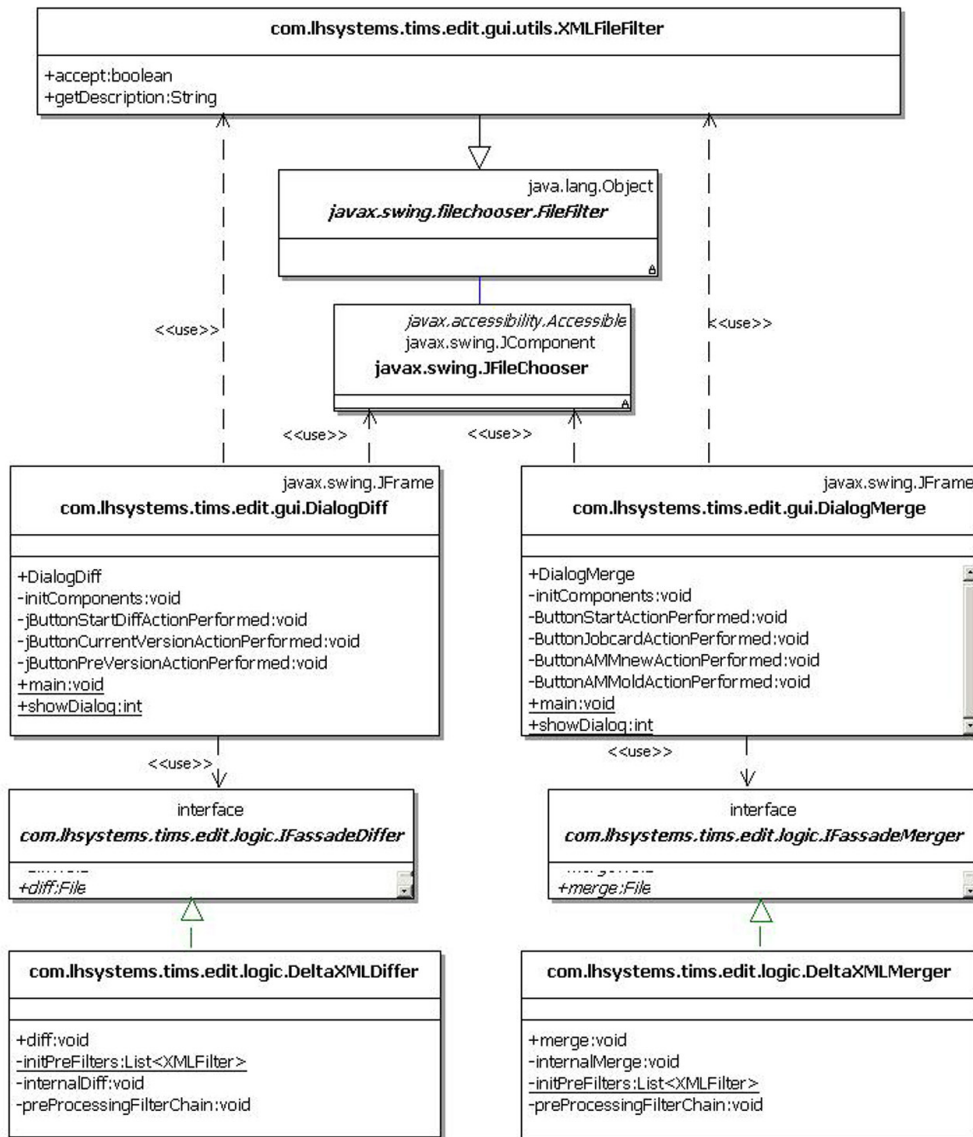 com.lhsystems.tims.edit.gui.utils.XMLFileFilter
+accept:boolean
+getDescription:String
java.lang.Object
javax.swing.filechooser.FileFilter
<<use>>
<<use>>
javax.accessibility.Accessible
javax.swing.JComponent
javax.swing.JFileChooser
<<use>>
<<use>>
javax.swing.JFrame
com.lhsystems.tims.edit.gui.DialogDiff
+DialogDiff
-initComponents:void
-jButtonStartDiffActionPerformed:void
-jButtonCurrentVersionActionPerformed:void
-jButtonPreVersionActionPerformed:void
+main:void
+showDialog:int
javax.swing.JFrame
com.lhsystems.tims.edit.gui.DialogMerge
+DialogMerge
-initComponents:void
-ButtonStartActionPerformed:void
-ButtonJobcardActionPerformed:void
-ButtonAMMnewActionPerformed:void
-ButtonAMMoldActionPerformed:void
+main:void
+showDialog:int
<<use>>
<<use>>
interface
com.lhsystems.tims.edit.logic.IFassadeDiffer
+diff:File
interface
com.lhsystems.tims.edit.logic.IFassadeMerger
+merge:File
com.lhsystems.tims.edit.logic.DeltaXMLDiffer
+diff:void
-initPreFilters:List<XMLFilter>
-internalDiff:void
-preProcessingFilterChain:void
com.lhsystems.tims.edit.logic.DeltaXMLMerger
+merge:void
-internalMerge:void
-initPreFilters:List<XMLFilter>
-preProcessingFilterChain:void